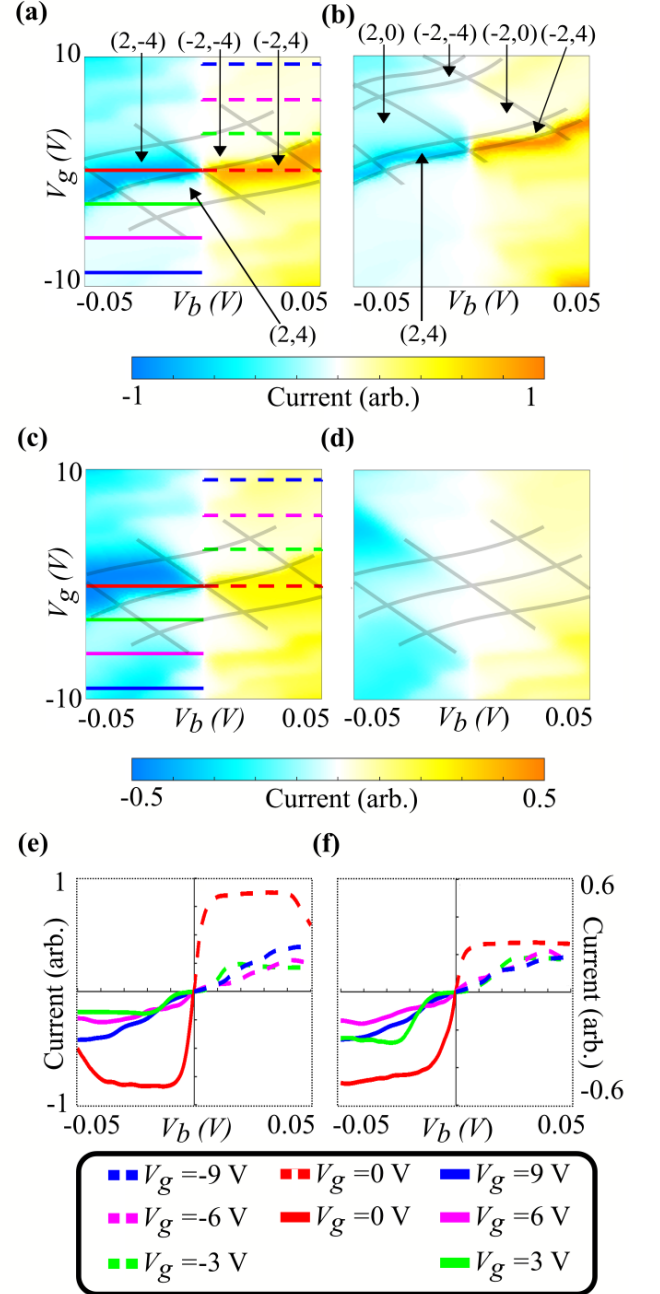 (a) (2,-4) (-2,-4) (-2,4)
(b) (2,0) (-2,-4) (-2,0) (-2,4)
10
Vg (V)
-10
-0.05 Vb (V) 0.05
-0.05 Vb (V) 0.05
(2,4)
(2,4)
-1 Current (arb.) 1
(c) (d)
10
Vg (V)
-10
-0.05 Vb (V) 0.05
-0.05 Vb (V) 0.05
-0.5 Current (arb.) 0.5
(e) (f)
1
Current (arb.)
-1
0.6
Current (arb.)
-0.6
-0.05 Vb (V) 0.05
-0.05 Vb (V) 0.05
Vg =-9 V Vg =0 V Vg =9 V
Vg =-6 V Vg =0 V Vg =6 V
Vg =-3 V Vg =3 V